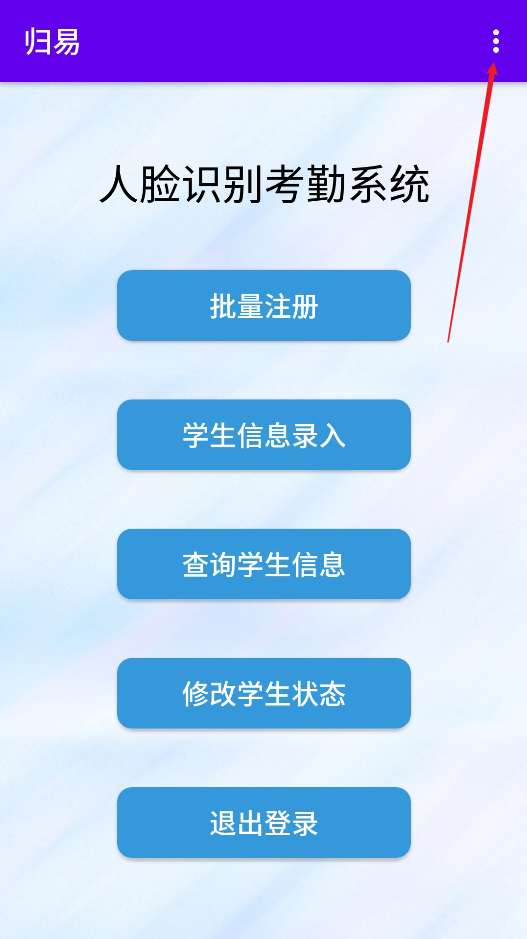 归易
人脸识别考勤系统
批量注册
学生信息录入
查询学生信息
修改学生状态
退出登录